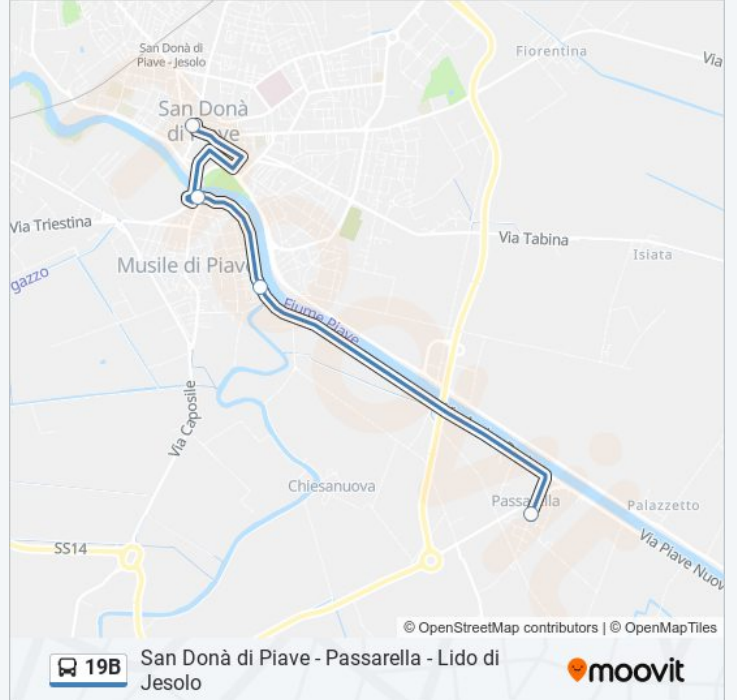 Fiorentina
Via
San Donà di
Piave - Jesolo
San Donà
di Piave
Via Triestina
Via Tabina
Isiata
Musile di Piave
gazzo
Fiume Piave
Via Caposile
Chiesanuova
Passarella
Palazzetto
Via Piave Nuov
SS14
© OpenStreetMap contributors | © OpenMapTiles
19B
San Donà di Piave - Passarella - Lido di
Jesolo
moovit